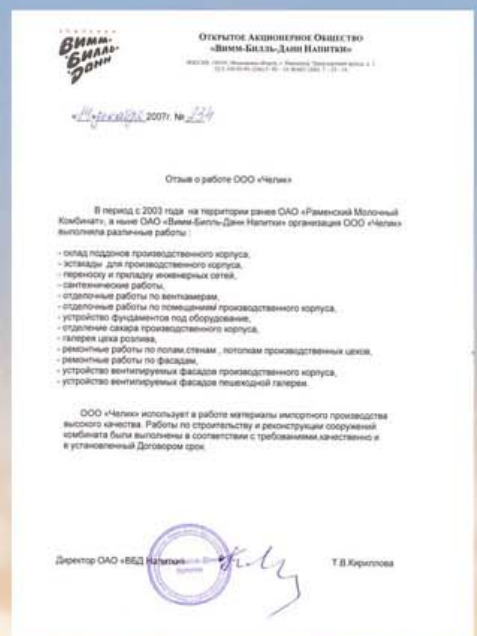 КОМПАНИЯ
ВИММ-
БИЛЛЬ-
ДАНН
ОТКРЫТОЕ АКЦИОНЕРНОЕ ОБЩЕСТВО
«ВИММ-БИЛЛЬ-ДАНН НАПИТКИ»
«14» декабря 2007г. № 234
Отзыв о работе ООО «Челик»
В период с 2003 года на территории ранее ОАО «Раменский Молочный
Комбинат», а ныне ОАО «Вимм-Билль-Данн Напитки» организация ООО «Челик»
выполняла различные работы :
- склад поддонов производственного корпуса,
- эстакады для производственного корпуса,
- переноску и пркладку инженерных сетей,
- сантехнические работы,
- отделочные работы по венткамерам,
- отделочные работы по помещениям производственного корпуса,
- устройство фундаментов под оборудование,
- отделение сахара производственного корпуса,
- галерея цеха розлива,
- ремонтные работы по полам,стенам , потолкам производственных цехов,
- ремонтные работы по фасадам,
- устройство вентилируемых фасадов производственного корпуса,
- устройство вентилируемых фасадов пешеходной галереи.
ООО «Челик» использует в работе материалы импортного производства
высокого качества. Работы по строительству и реконструкции сооружений
комбината были выполнены в соответствии с требованиями,качественно и
в установленный Договором срок.
Директор ОАО «ВБД Напитки» Т.В.Кириллова